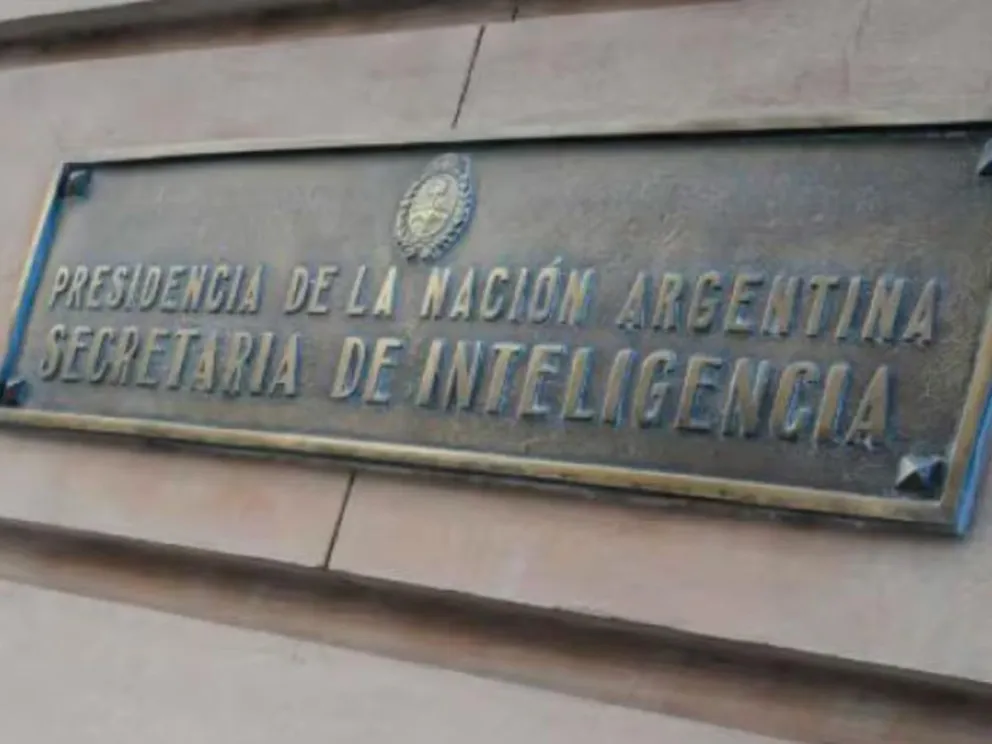 PRESIDENCIA DE LA NACIÓN ARGENTINA
SECRETARIA DE INTELIGENCIA